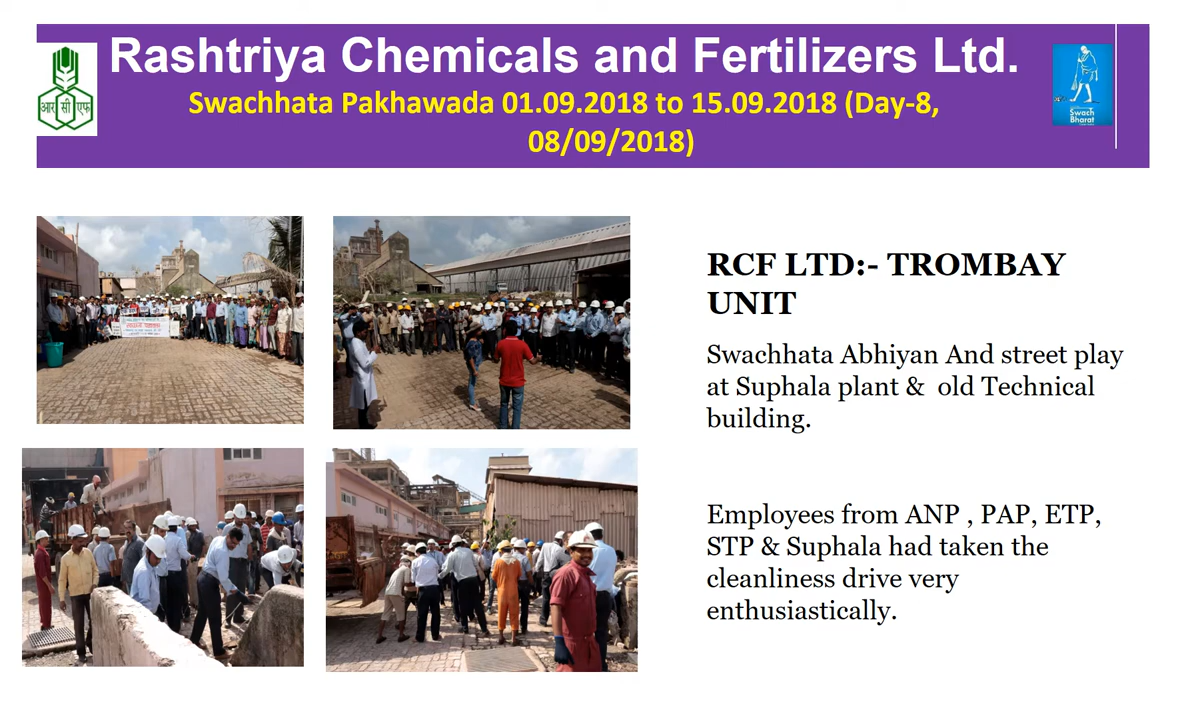 Rashtriya Chemicals and Fertilizers Ltd.
Swachhata Pakhawada 01.09.2018 to 15.09.2018 (Day-8,
08/09/2018)
आर सी एफ
Swach
Bharat
RCF LTD:- TROMBAY
UNIT
Swachhata Abhiyan And street play
at Suphala plant & old Technical
building.
Employees from ANP , PAP, ETP,
STP & Suphala had taken the
cleanliness drive very
enthusiastically.